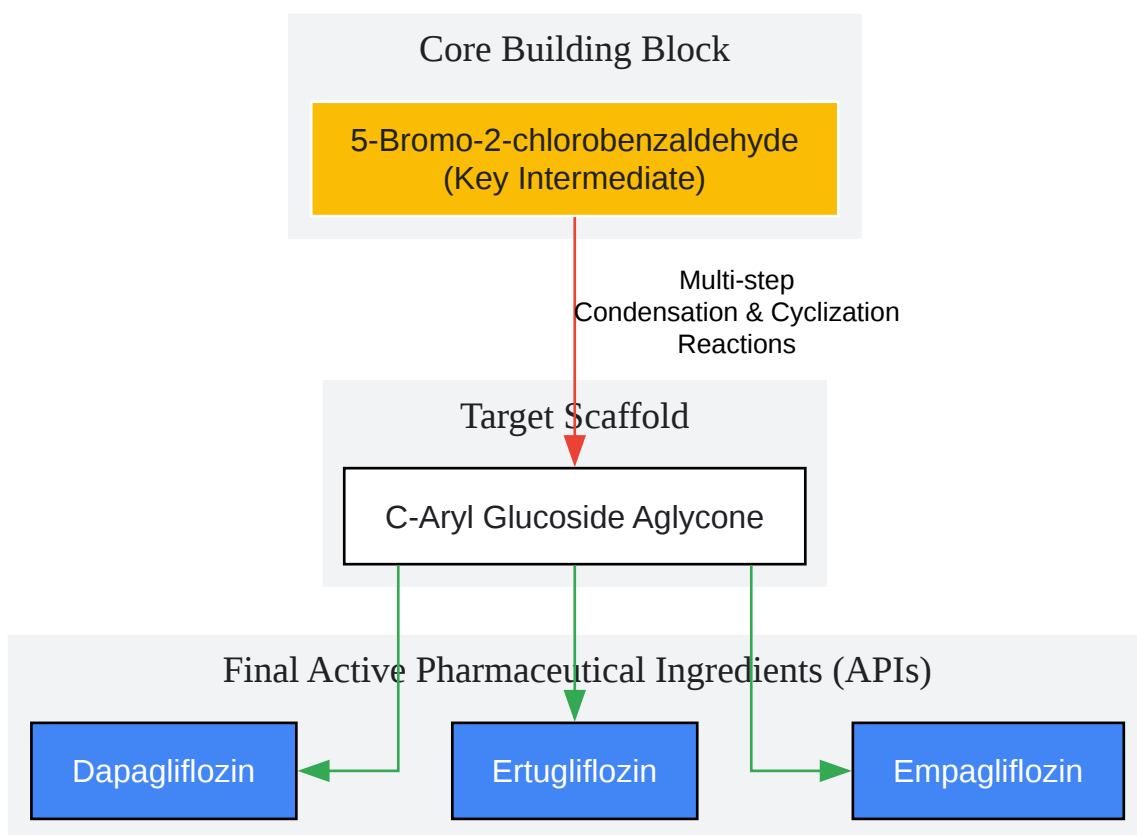 Core Building Block
5-Bromo-2-chlorobenzaldehyde
(Key Intermediate)
Multi-step
Condensation & Cyclization
Reactions
Target Scaffold
C-Aryl Glucoside Aglycone
Final Active Pharmaceutical Ingredients (APIs)
Dapagliflozin
Ertugliflozin
Empagliflozin